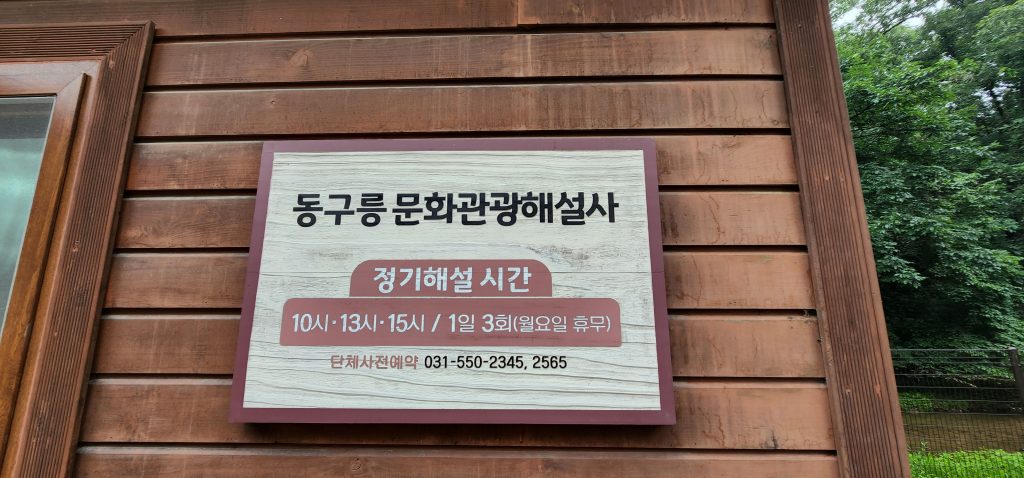 동구릉 문화관광해설사
정기해설 시간
10시·13시·15시 / 1일 3회(월요일 휴무)
단체사전예약 031-550-2345, 2565